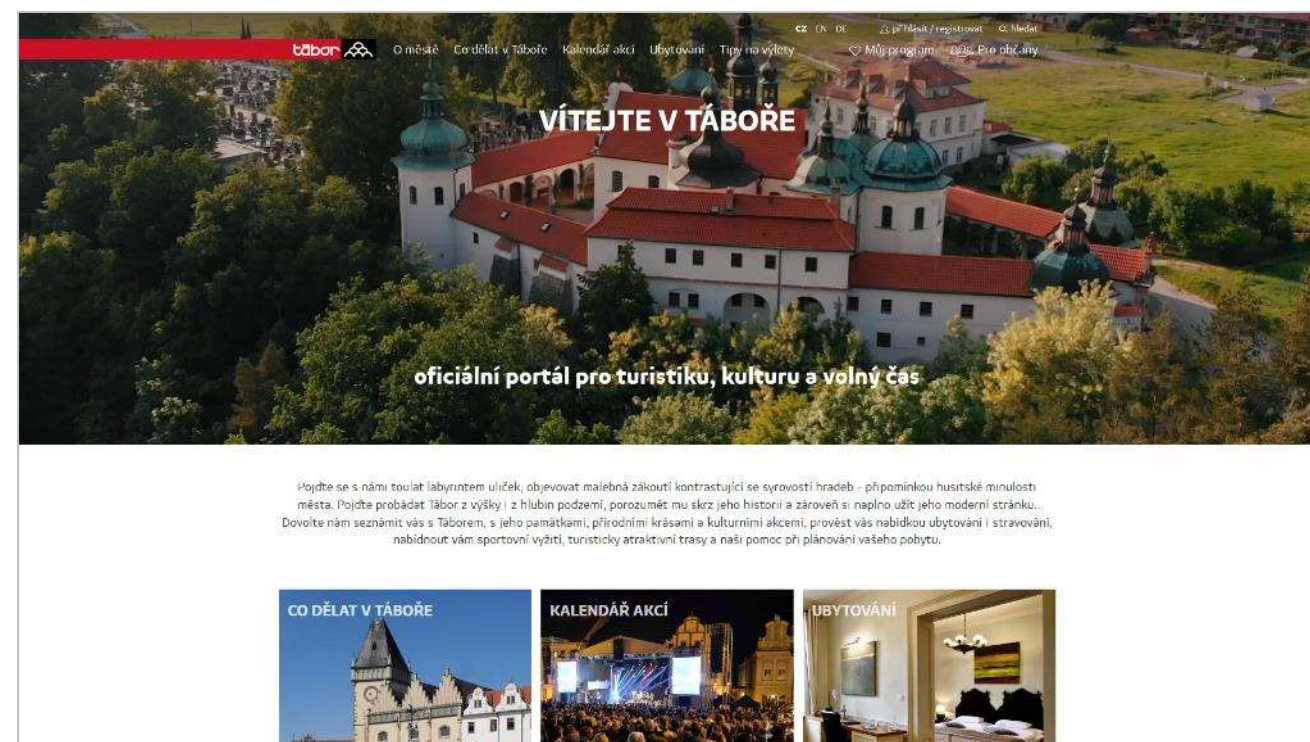 CZ EN DE přihlásit / registrovat hledat
tábor O městě Co dělat v Táboře Kalendář akcí Ubytování Tipy na výlety Můj program Pro občany
VÍTEJTE V TÁBOŘE
oficiální portál pro turistiku, kulturu a volný čas
Pojďte se s námi toulat labyrintem uliček, objevovat malebná zákoutí kontrastující se syrovostí hradeb - připomínkou husitské minulosti
města. Pojďte probádat Tábor z výšky i z hlubin podzemí, porozumět mu skrz jeho historii a zároveň si naplno užít jeho moderní stránku.
Dovolte nám seznámit vás s Táborem, s jeho památkami, přírodními krásami a kulturními akcemi, provést vás nabídkou ubytování i stravování,
nabídnout vám sportovní vyžití, turisticky atraktivní trasy a naši pomoc při plánování vašeho pobytu.
CO DĚLAT V TÁBOŘE
KALENDÁŘ AKCÍ
UBYTOVÁNÍ